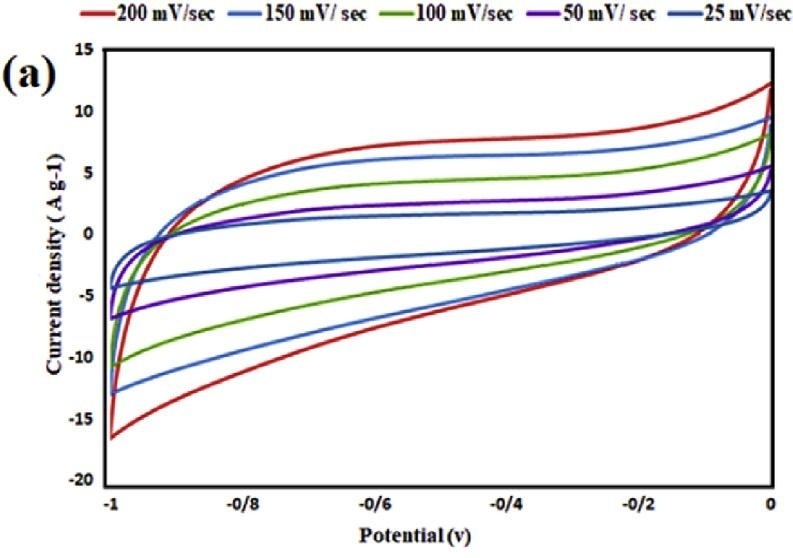 200 mV/sec 150 mV/ sec 100 mV/sec 50 mV/ sec 25 mV/sec
(a)
15
10
5
0
-5
-10
-15
-20
Current density ( A g-1)
-1 -0/8 -0/6 -0/4 -0/2 0
Potential (v)